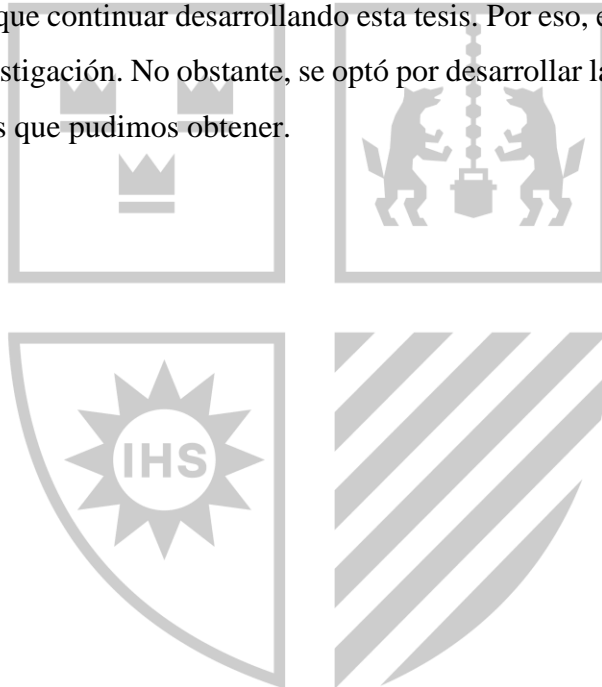 que continuar desarrollando esta tesis. Por eso, e
stigación. No obstante, se optó por desarrollar la
s que pudimos obtener.
IHS